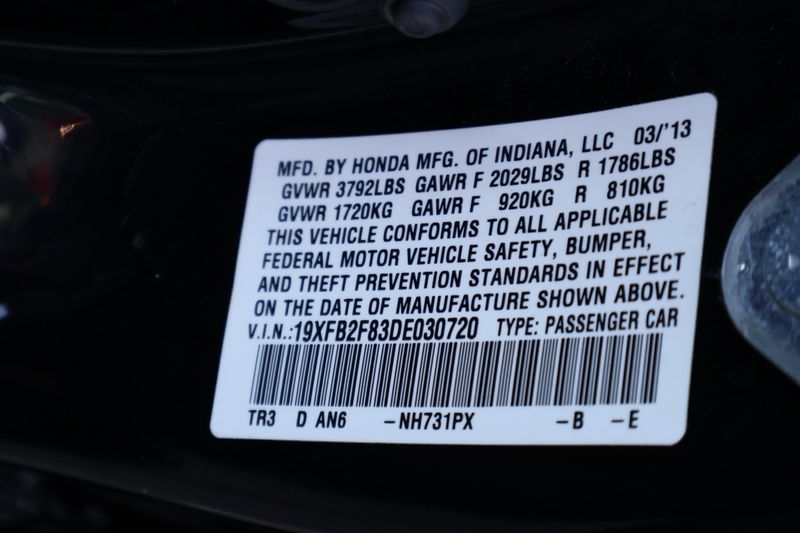 MFD. BY HONDA MFG. OF INDIANA, LLC 03/'13
GVWR 3792LBS GAWR F 2029LBS R 1786LBS
GVWR 1720KG GAWR F 920KG R 810KG
THIS VEHICLE CONFORMS TO ALL APPLICABLE
FEDERAL MOTOR VEHICLE SAFETY, BUMPER,
AND THEFT PREVENTION STANDARDS IN EFFECT
ON THE DATE OF MANUFACTURE SHOWN ABOVE.
V.I.N.:19XFB2F83DE030720 TYPE: PASSENGER CAR
TR3 D AN6 –NH731PX –B –E